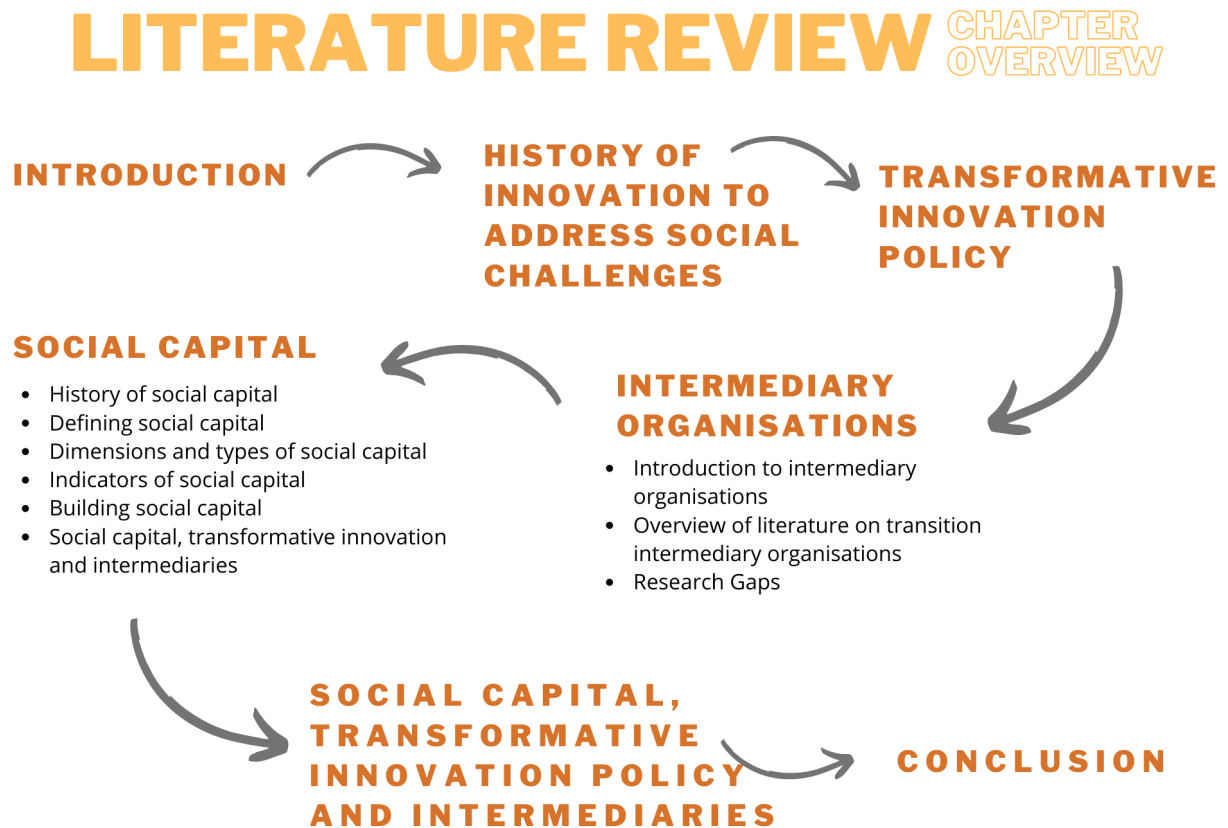 LITERATURE REVIEW
CHAPTER
OVERVIEW
INTRODUCTION
HISTORY OF
INNOVATION TO
ADDRESS SOCIAL
CHALLENGES
TRANSFORMATIVE
INNOVATION
POLICY
INTERMEDIARY
ORGANISATIONS
• Introduction to intermediary
organisations
• Overview of literature on transition
intermediary organisations
• Research Gaps
SOCIAL CAPITAL
• History of social capital
• Defining social capital
• Dimensions and types of social capital
• Indicators of social capital
• Building social capital
• Social capital, transformative innovation
and intermediaries
SOCIAL CAPITAL,
TRANSFORMATIVE
INNOVATION POLICY
AND INTERMEDIARIES
CONCLUSION